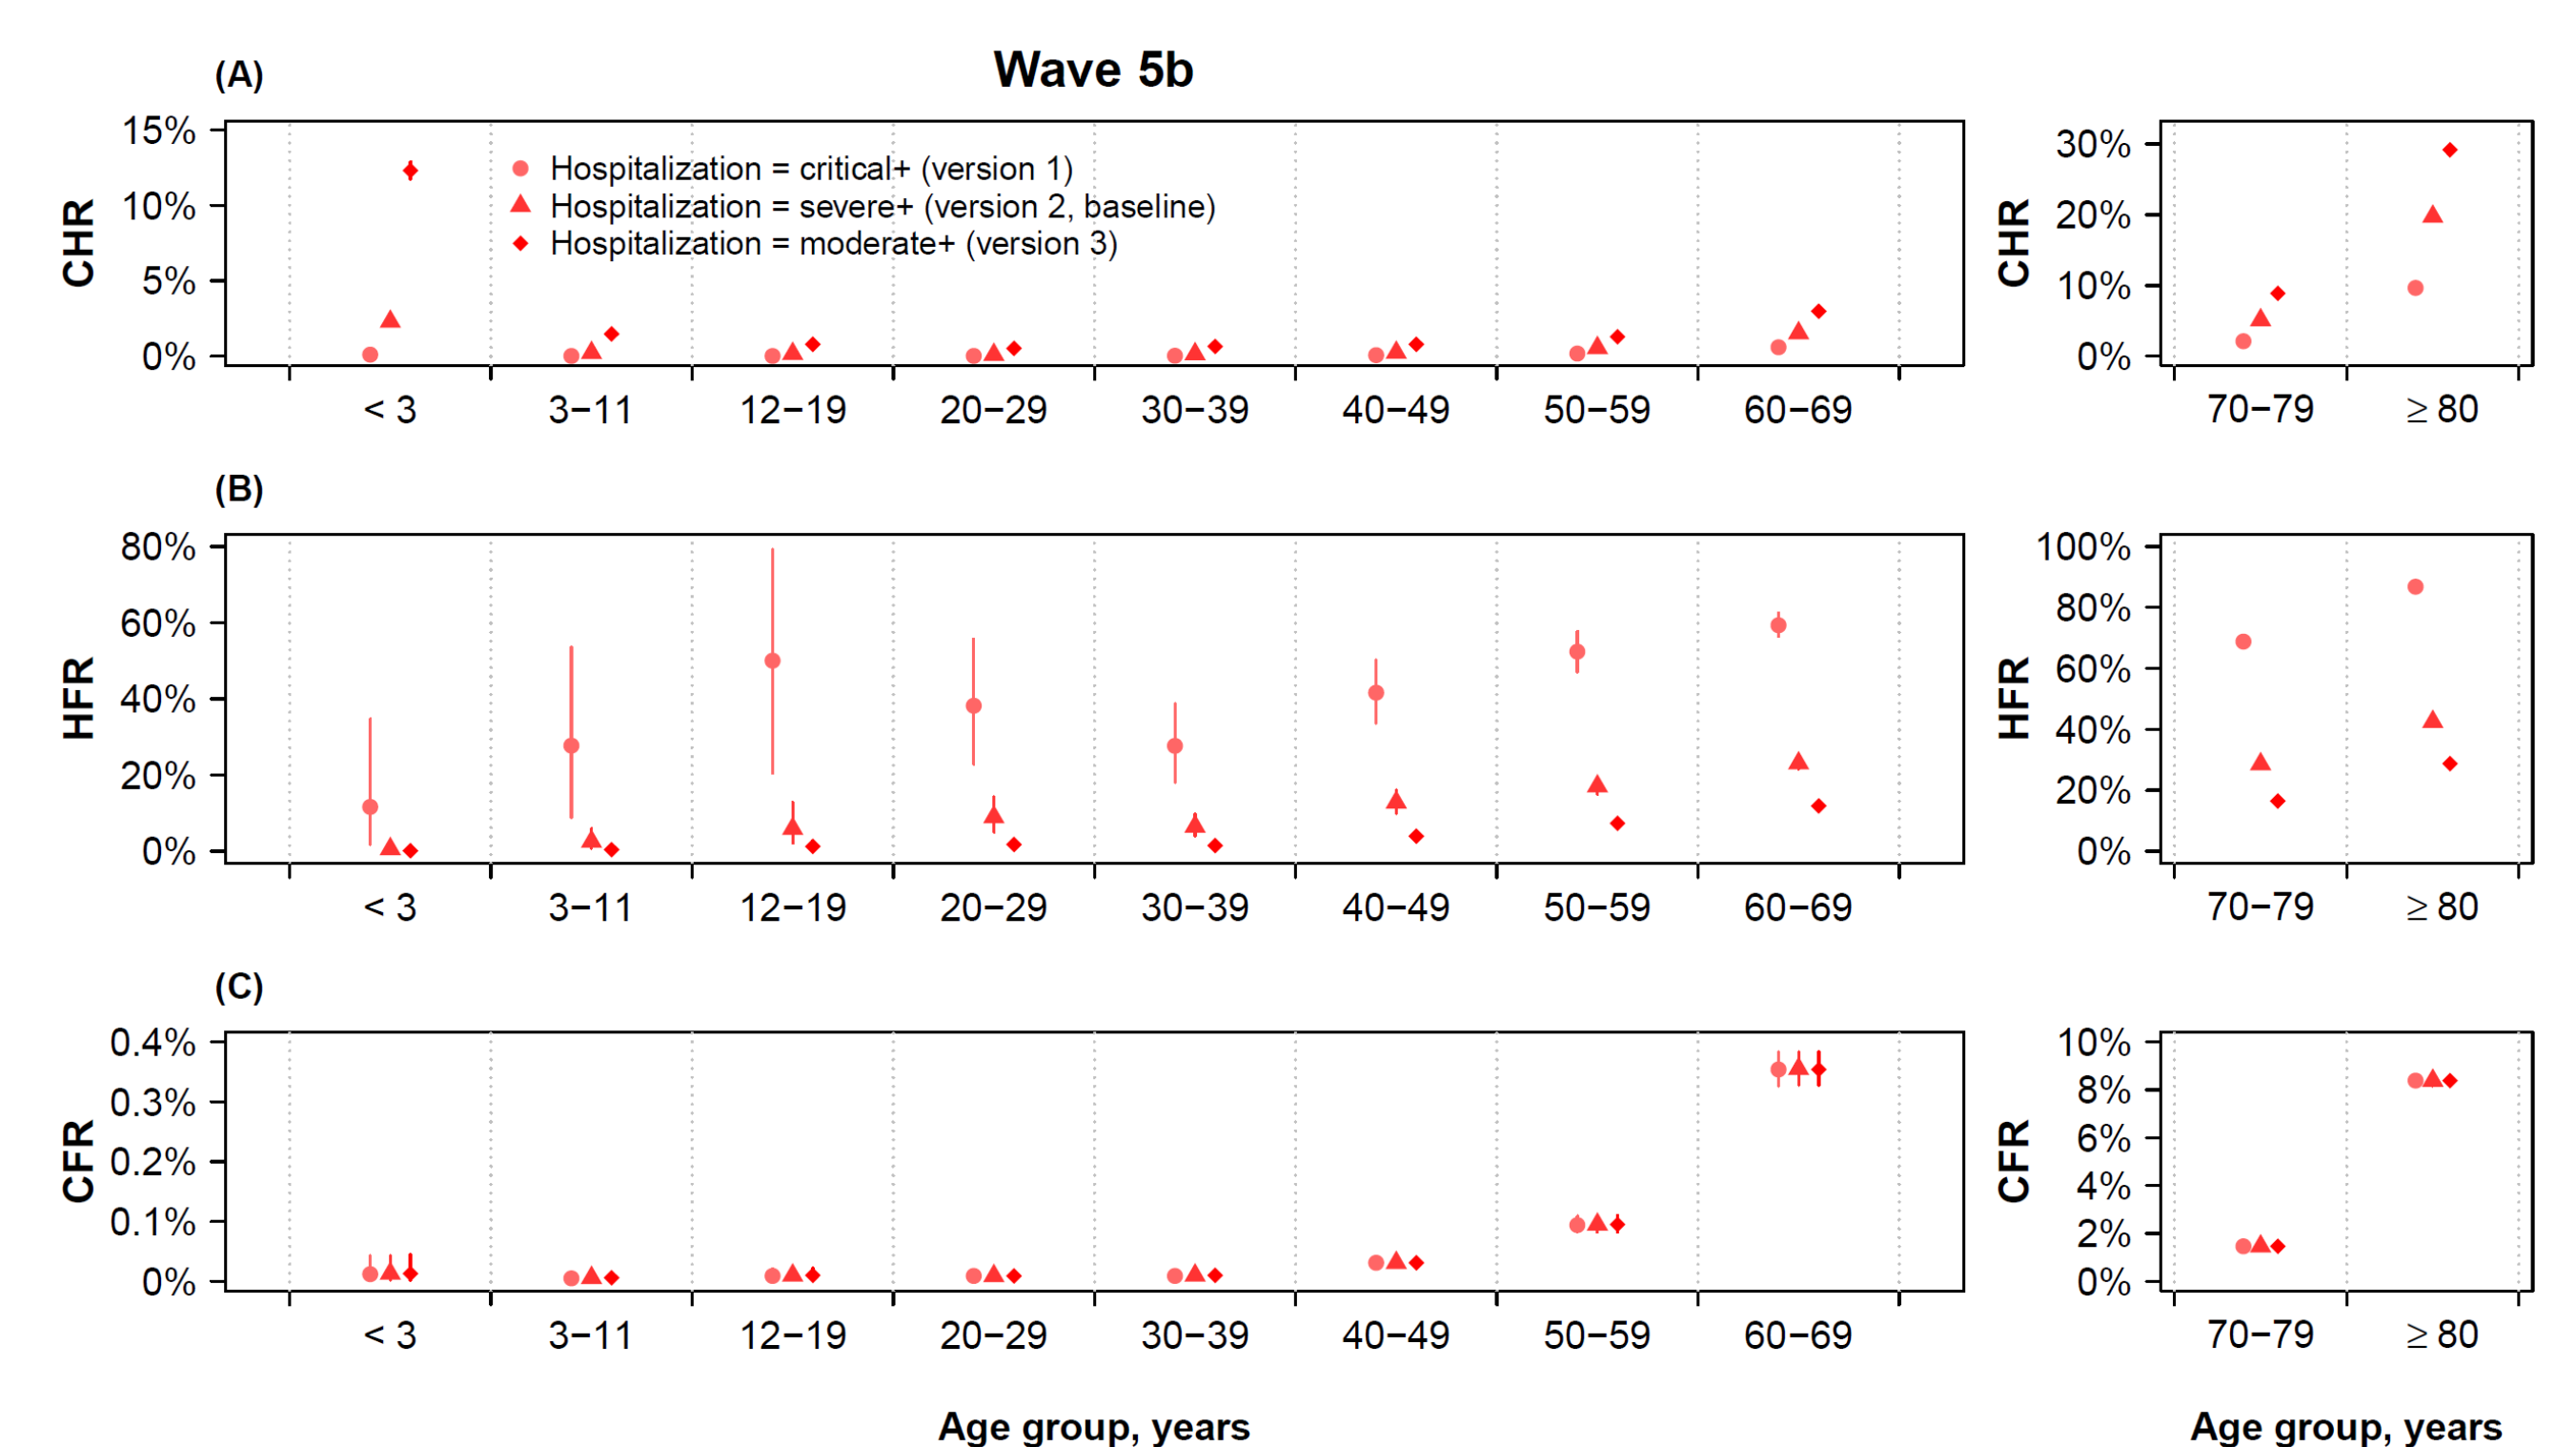 Wave 5b
(A)
CHR
15%
10%
5%
0%
Hospitalization = critical+ (version 1)
Hospitalization = severe+ (version 2, baseline)
Hospitalization = moderate+ (version 3)
< 3 3−11 12−19 20−29 30−39 40−49 50−59 60−69
CHR
30%
20%
10%
0%
70−79 ≥ 80
(B)
HFR
80%
60%
40%
20%
0%
< 3 3−11 12−19 20−29 30−39 40−49 50−59 60−69
HFR
100%
80%
60%
40%
20%
0%
70−79 ≥ 80
(C)
CFR
0.4%
0.3%
0.2%
0.1%
0%
< 3 3−11 12−19 20−29 30−39 40−49 50−59 60−69
Age group, years
CFR
10%
8%
6%
4%
2%
0%
70−79 ≥ 80
Age group, years